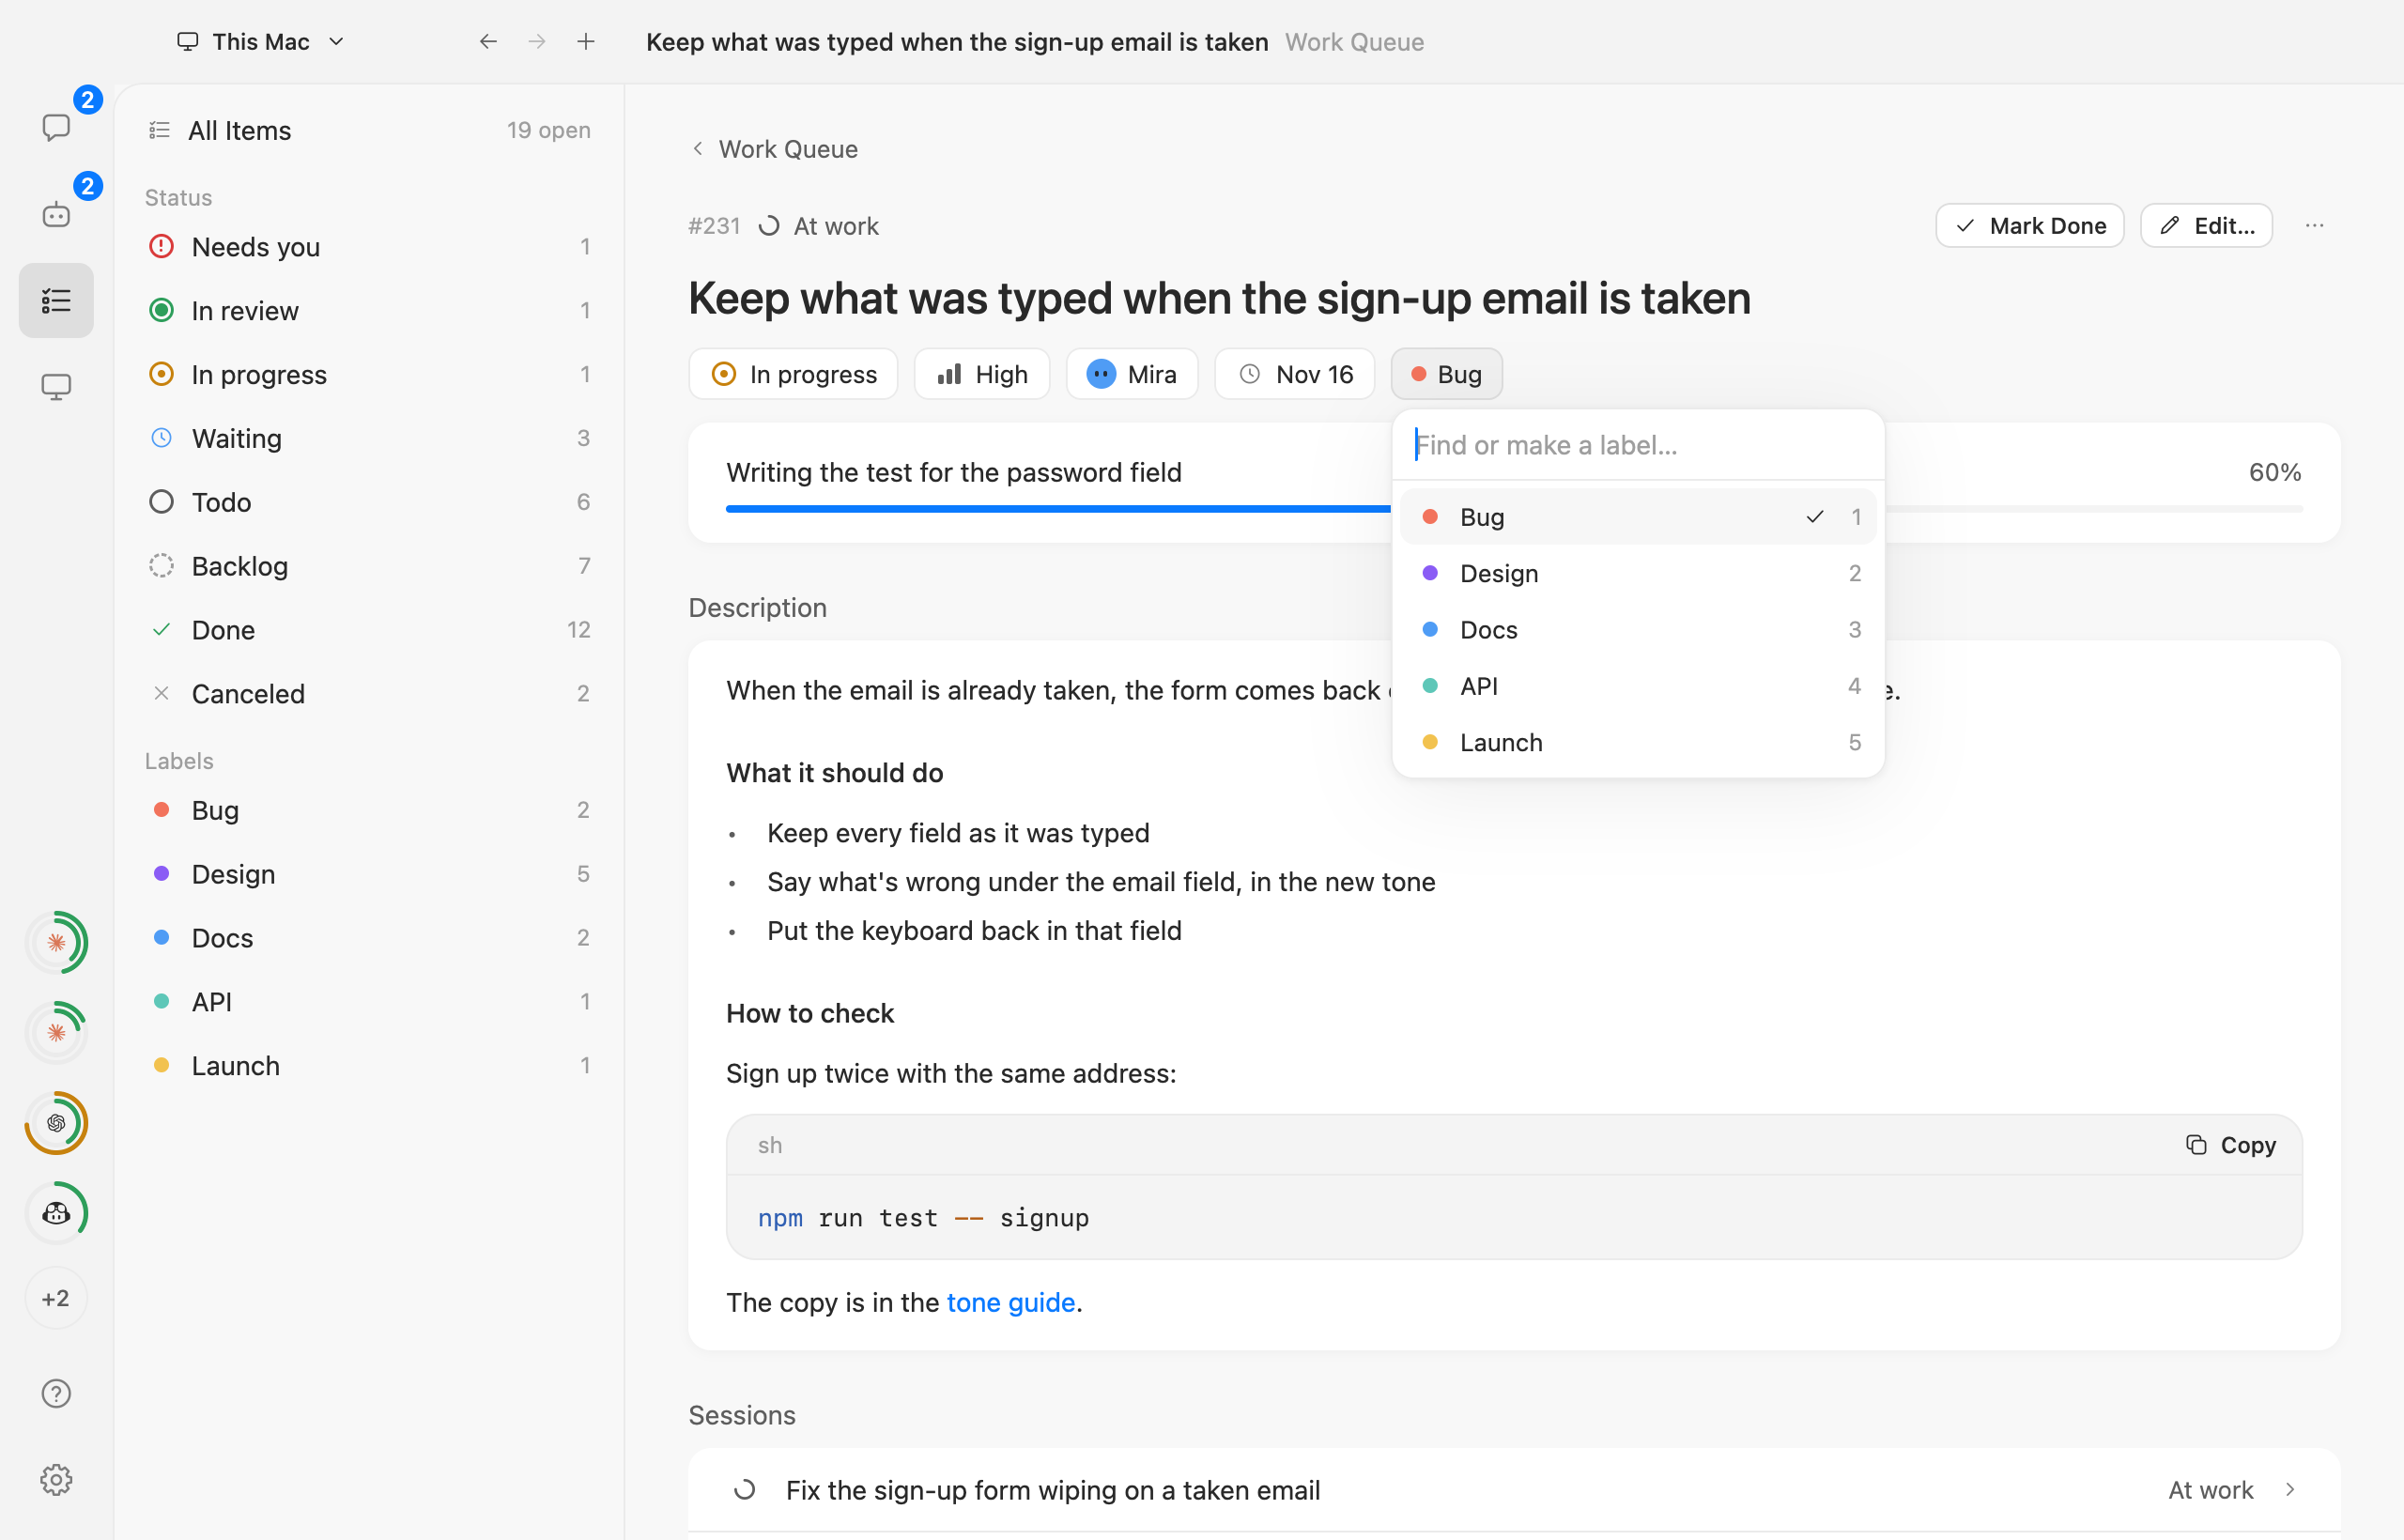 This Mac
Keep what was typed when the sign-up email is taken Work Queue
2
2
All Items 19 open
Status
Needs you 1
In review 1
In progress 1
Waiting 3
Todo 6
Backlog 7
Done 12
Canceled 2
Labels
Bug 2
Design 5
Docs 2
API 1
Launch 1
+2
Work Queue
#231 At work
Mark Done
Edit...
Keep what was typed when the sign-up email is taken
In progress
High
Mira
Nov 16
Bug
Find or make a label...
Bug 1
Design 2
Docs 3
API 4
Launch 5
Writing the test for the password field 60%
Description
When the email is already taken, the form comes back
What it should do
• Keep every field as it was typed
• Say what's wrong under the email field, in the new tone
• Put the keyboard back in that field
How to check
Sign up twice with the same address:
sh Copy
npm run test -- signup
The copy is in the tone guide.
Sessions
Fix the sign-up form wiping on a taken email At work